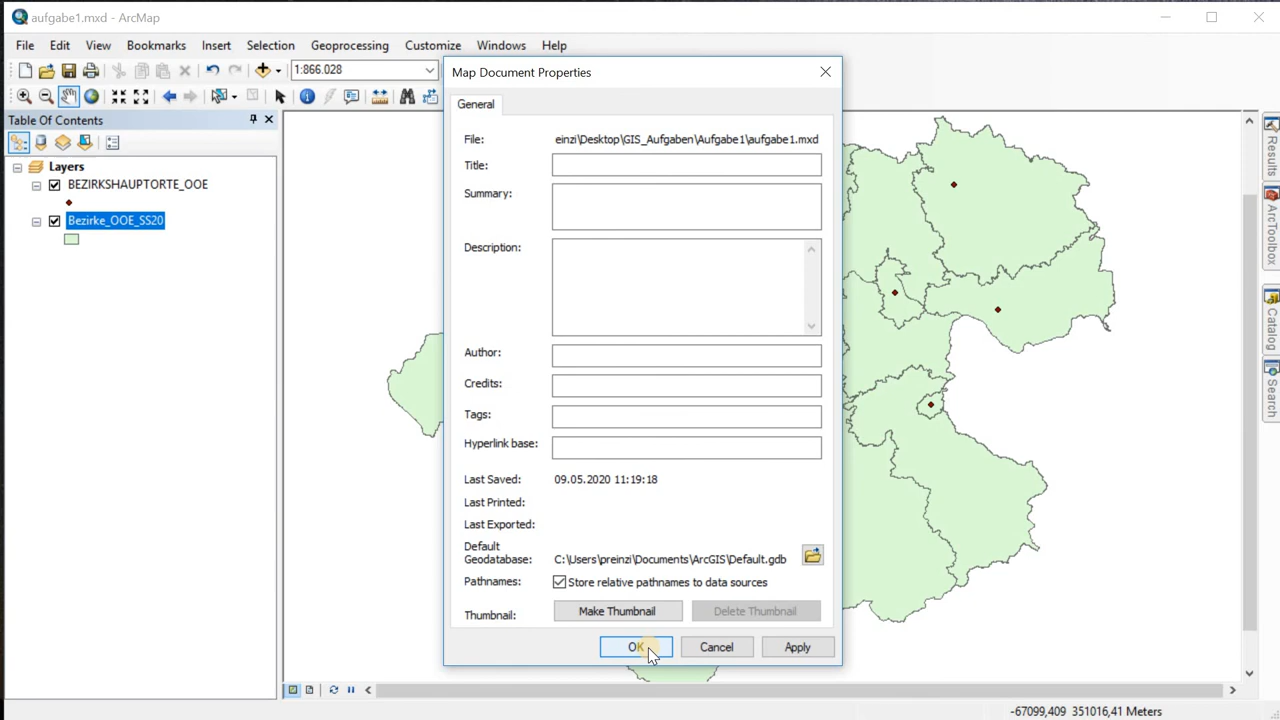 aufgabe1.mxd - ArcMap
File Edit View Bookmarks Insert Selection Geoprocessing Customize Windows Help
1:866.028
Table Of Contents
Layers
BEZIRKSHAUPTORTE_OOE
Bezirke_OOE_SS20
Map Document Properties
General
File: einzi\Desktop\GIS_Aufgaben\Aufgabe1\aufgabe1.mxd
Title:
Summary:
Description:
Author:
Credits:
Tags:
Hyperlink base:
Last Saved: 09.05.2020 11:19:18
Last Printed:
Last Exported:
Default
Geodatabase: C:\Users\preinzi\Documents\ArcGIS\Default.gdb
Pathnames: Store relative pathnames to data sources
Thumbnail: Make Thumbnail Delete Thumbnail
OK Cancel Apply
Results
ArcToolbox
Catalog
Search
-67099,409 351016,41 Meters